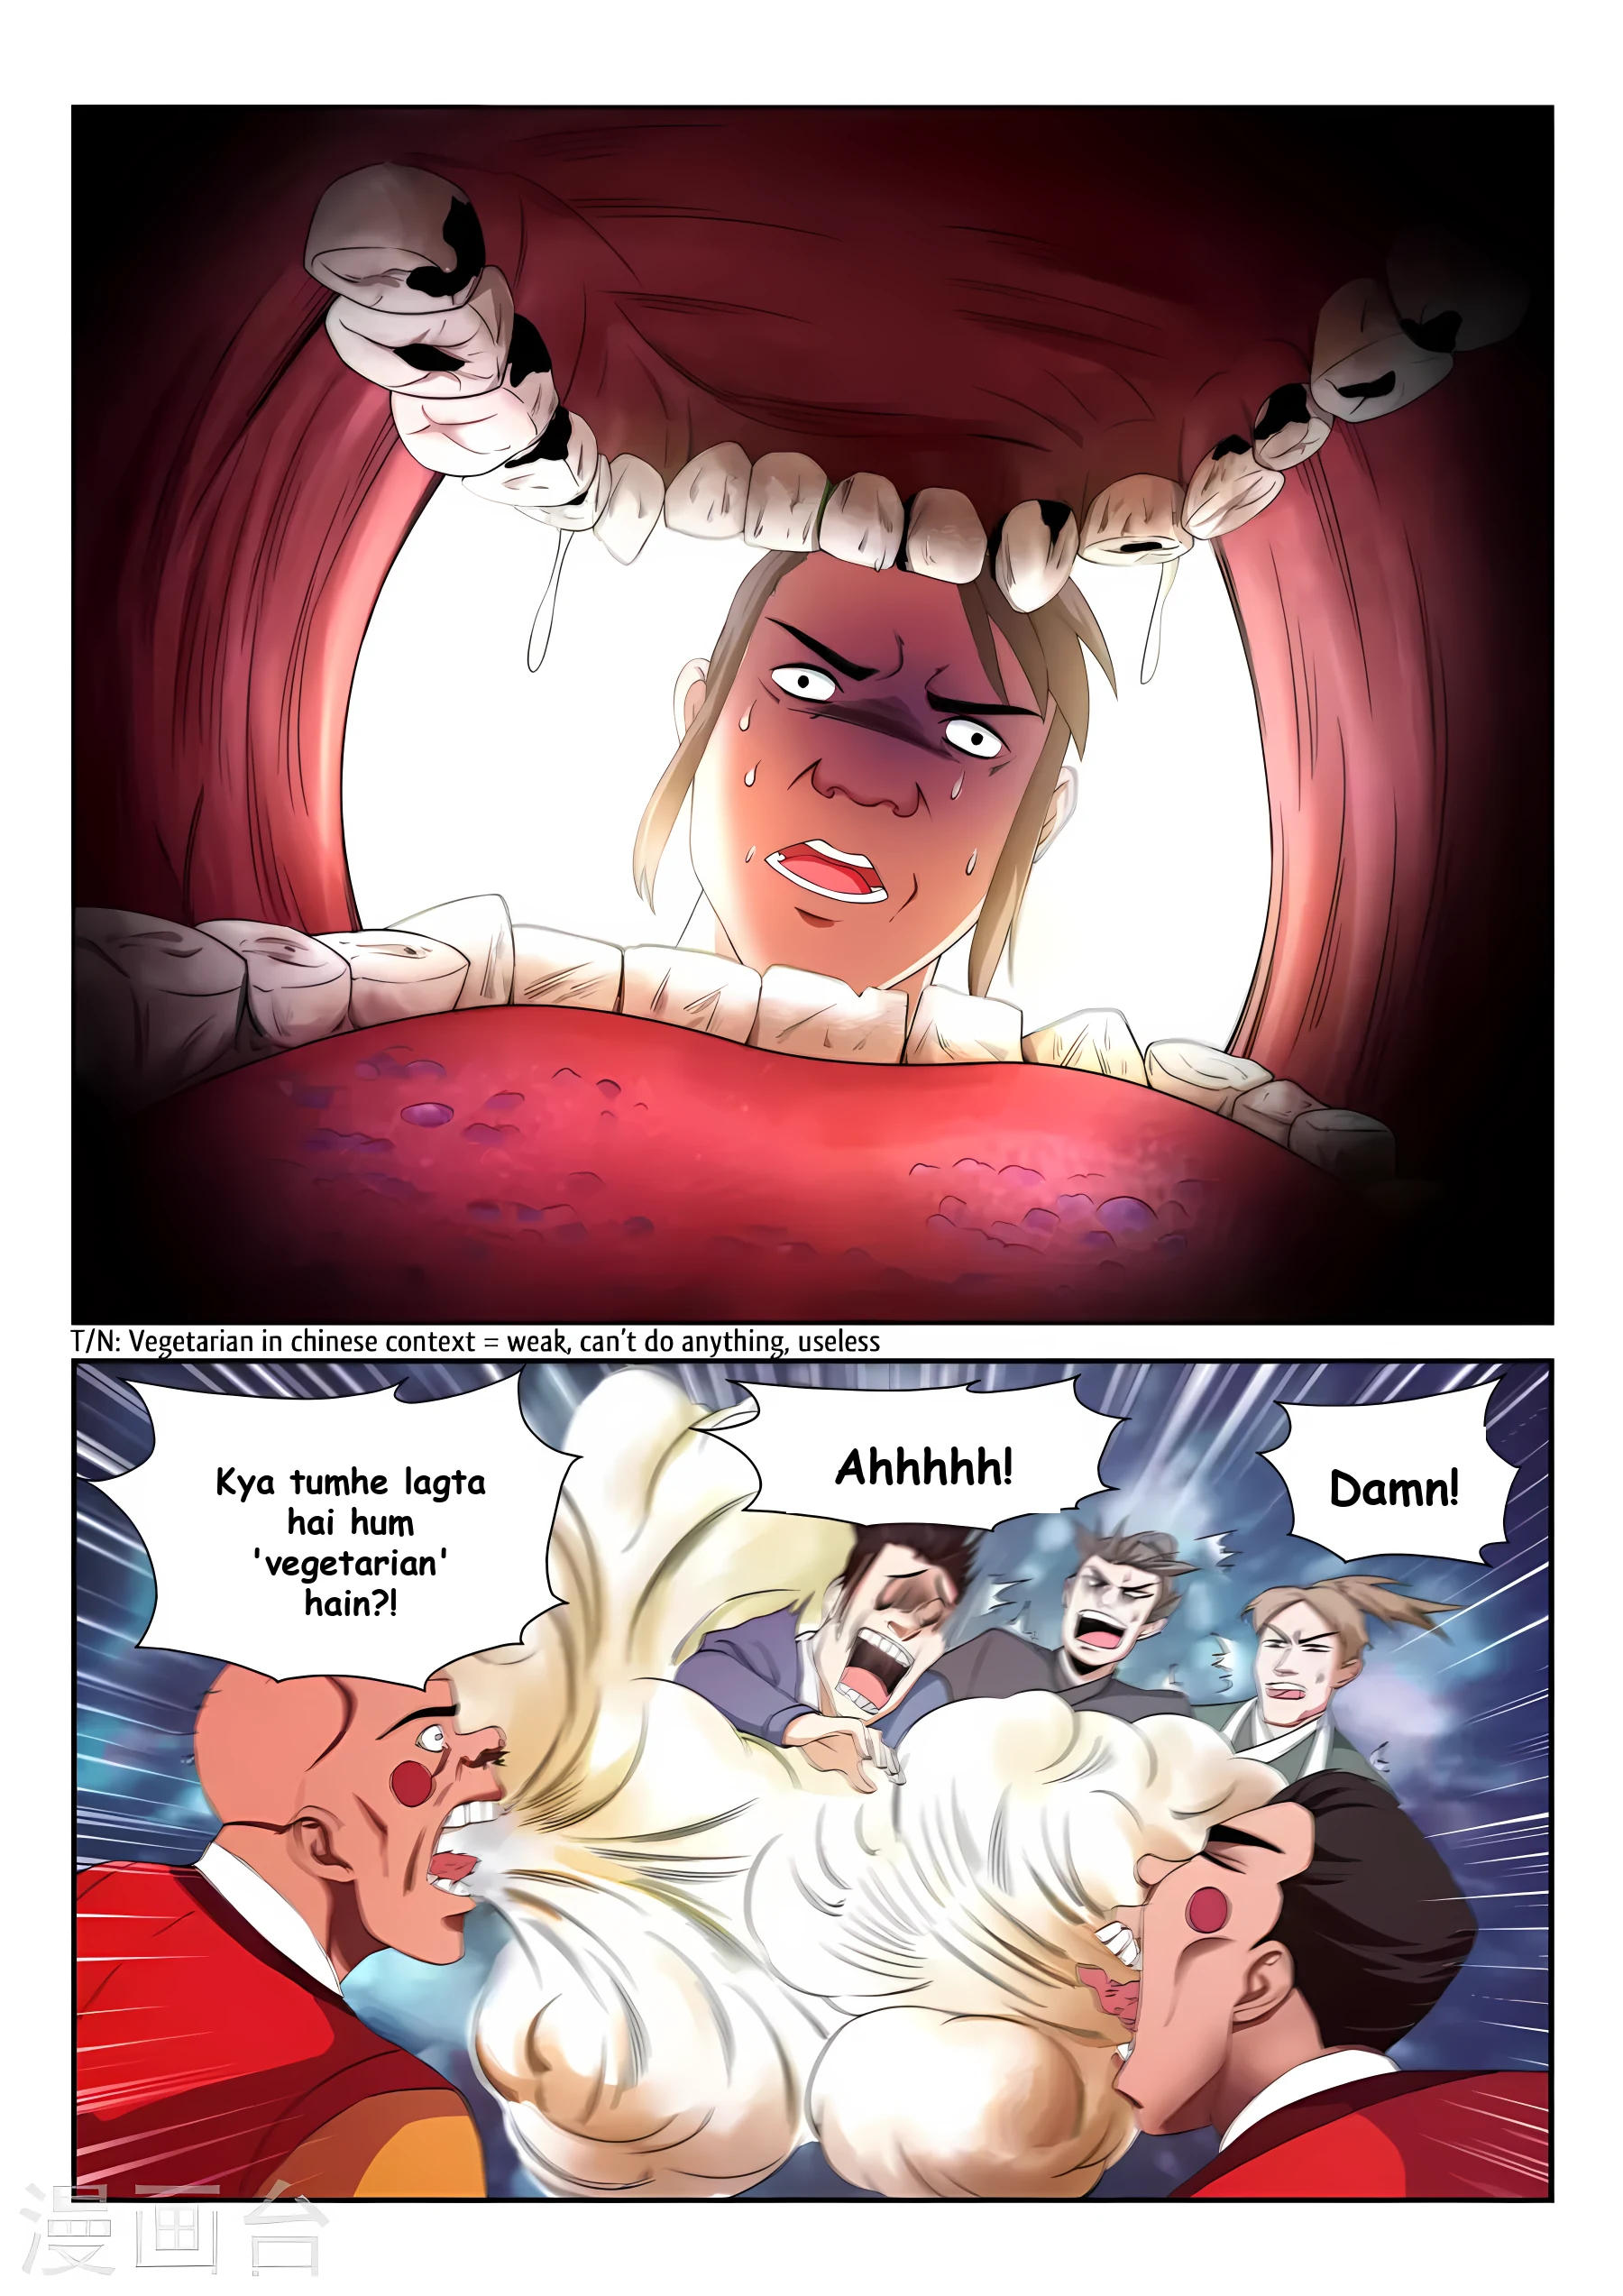 T/N: Vegetarian in chinese context = weak, can't do anything, useless
Kya tumhe lagta
hai hum
'vegetarian'
hain?!
Ahhhhh!
Damn!
漫画台